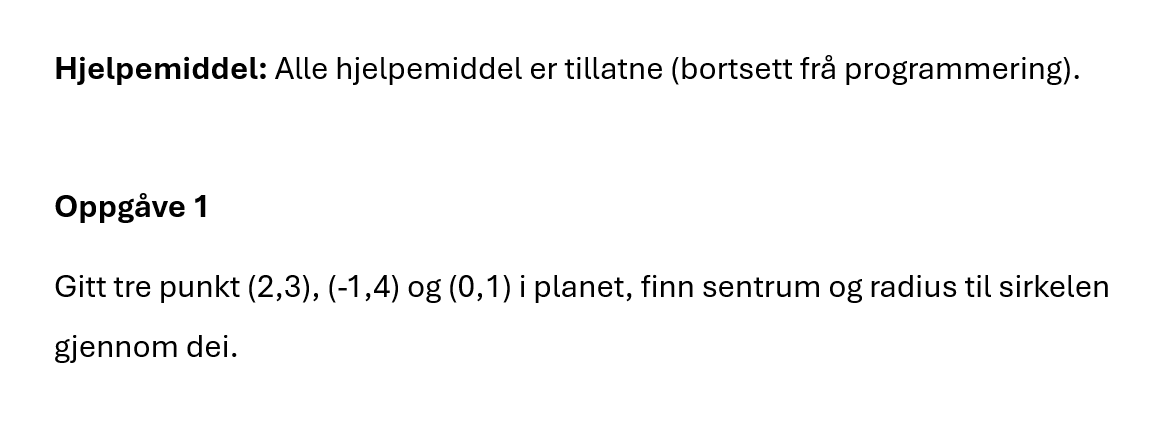 Hjelpemiddel: Alle hjelpemiddel er tillatne (bortsett frå programmering).
Oppgåve 1
Gitt tre punkt (2,3), (-1,4) og (0,1) i planet, finn sentrum og radius til sirkelen
gjennom dei.